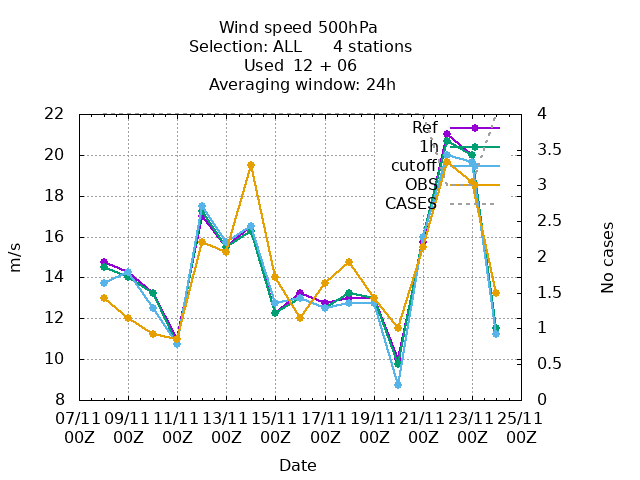 Wind speed 500hPa
Selection: ALL      4 stations
Used  12 + 06
Averaging window: 24h
22
20
18
16
14
12
10
8
m/s
4
3.5
3
2.5
2
1.5
1
0.5
0
No cases
Ref
1h
cutoff
OBS
CASES
07/11 09/11 11/11 13/11 15/11 17/11 19/11 21/11 23/11 25/11
00Z 00Z 00Z 00Z 00Z 00Z 00Z 00Z 00Z 00Z
Date